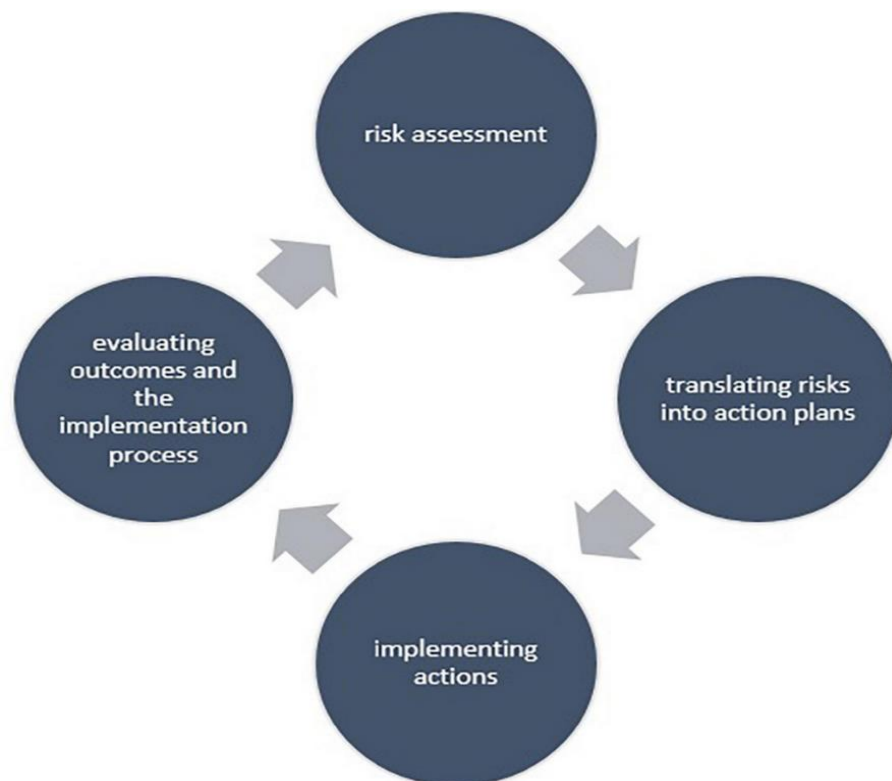 risk assessment
translating risks
into action plans
implementing
actions
evaluating
outcomes and
the
implementation
process